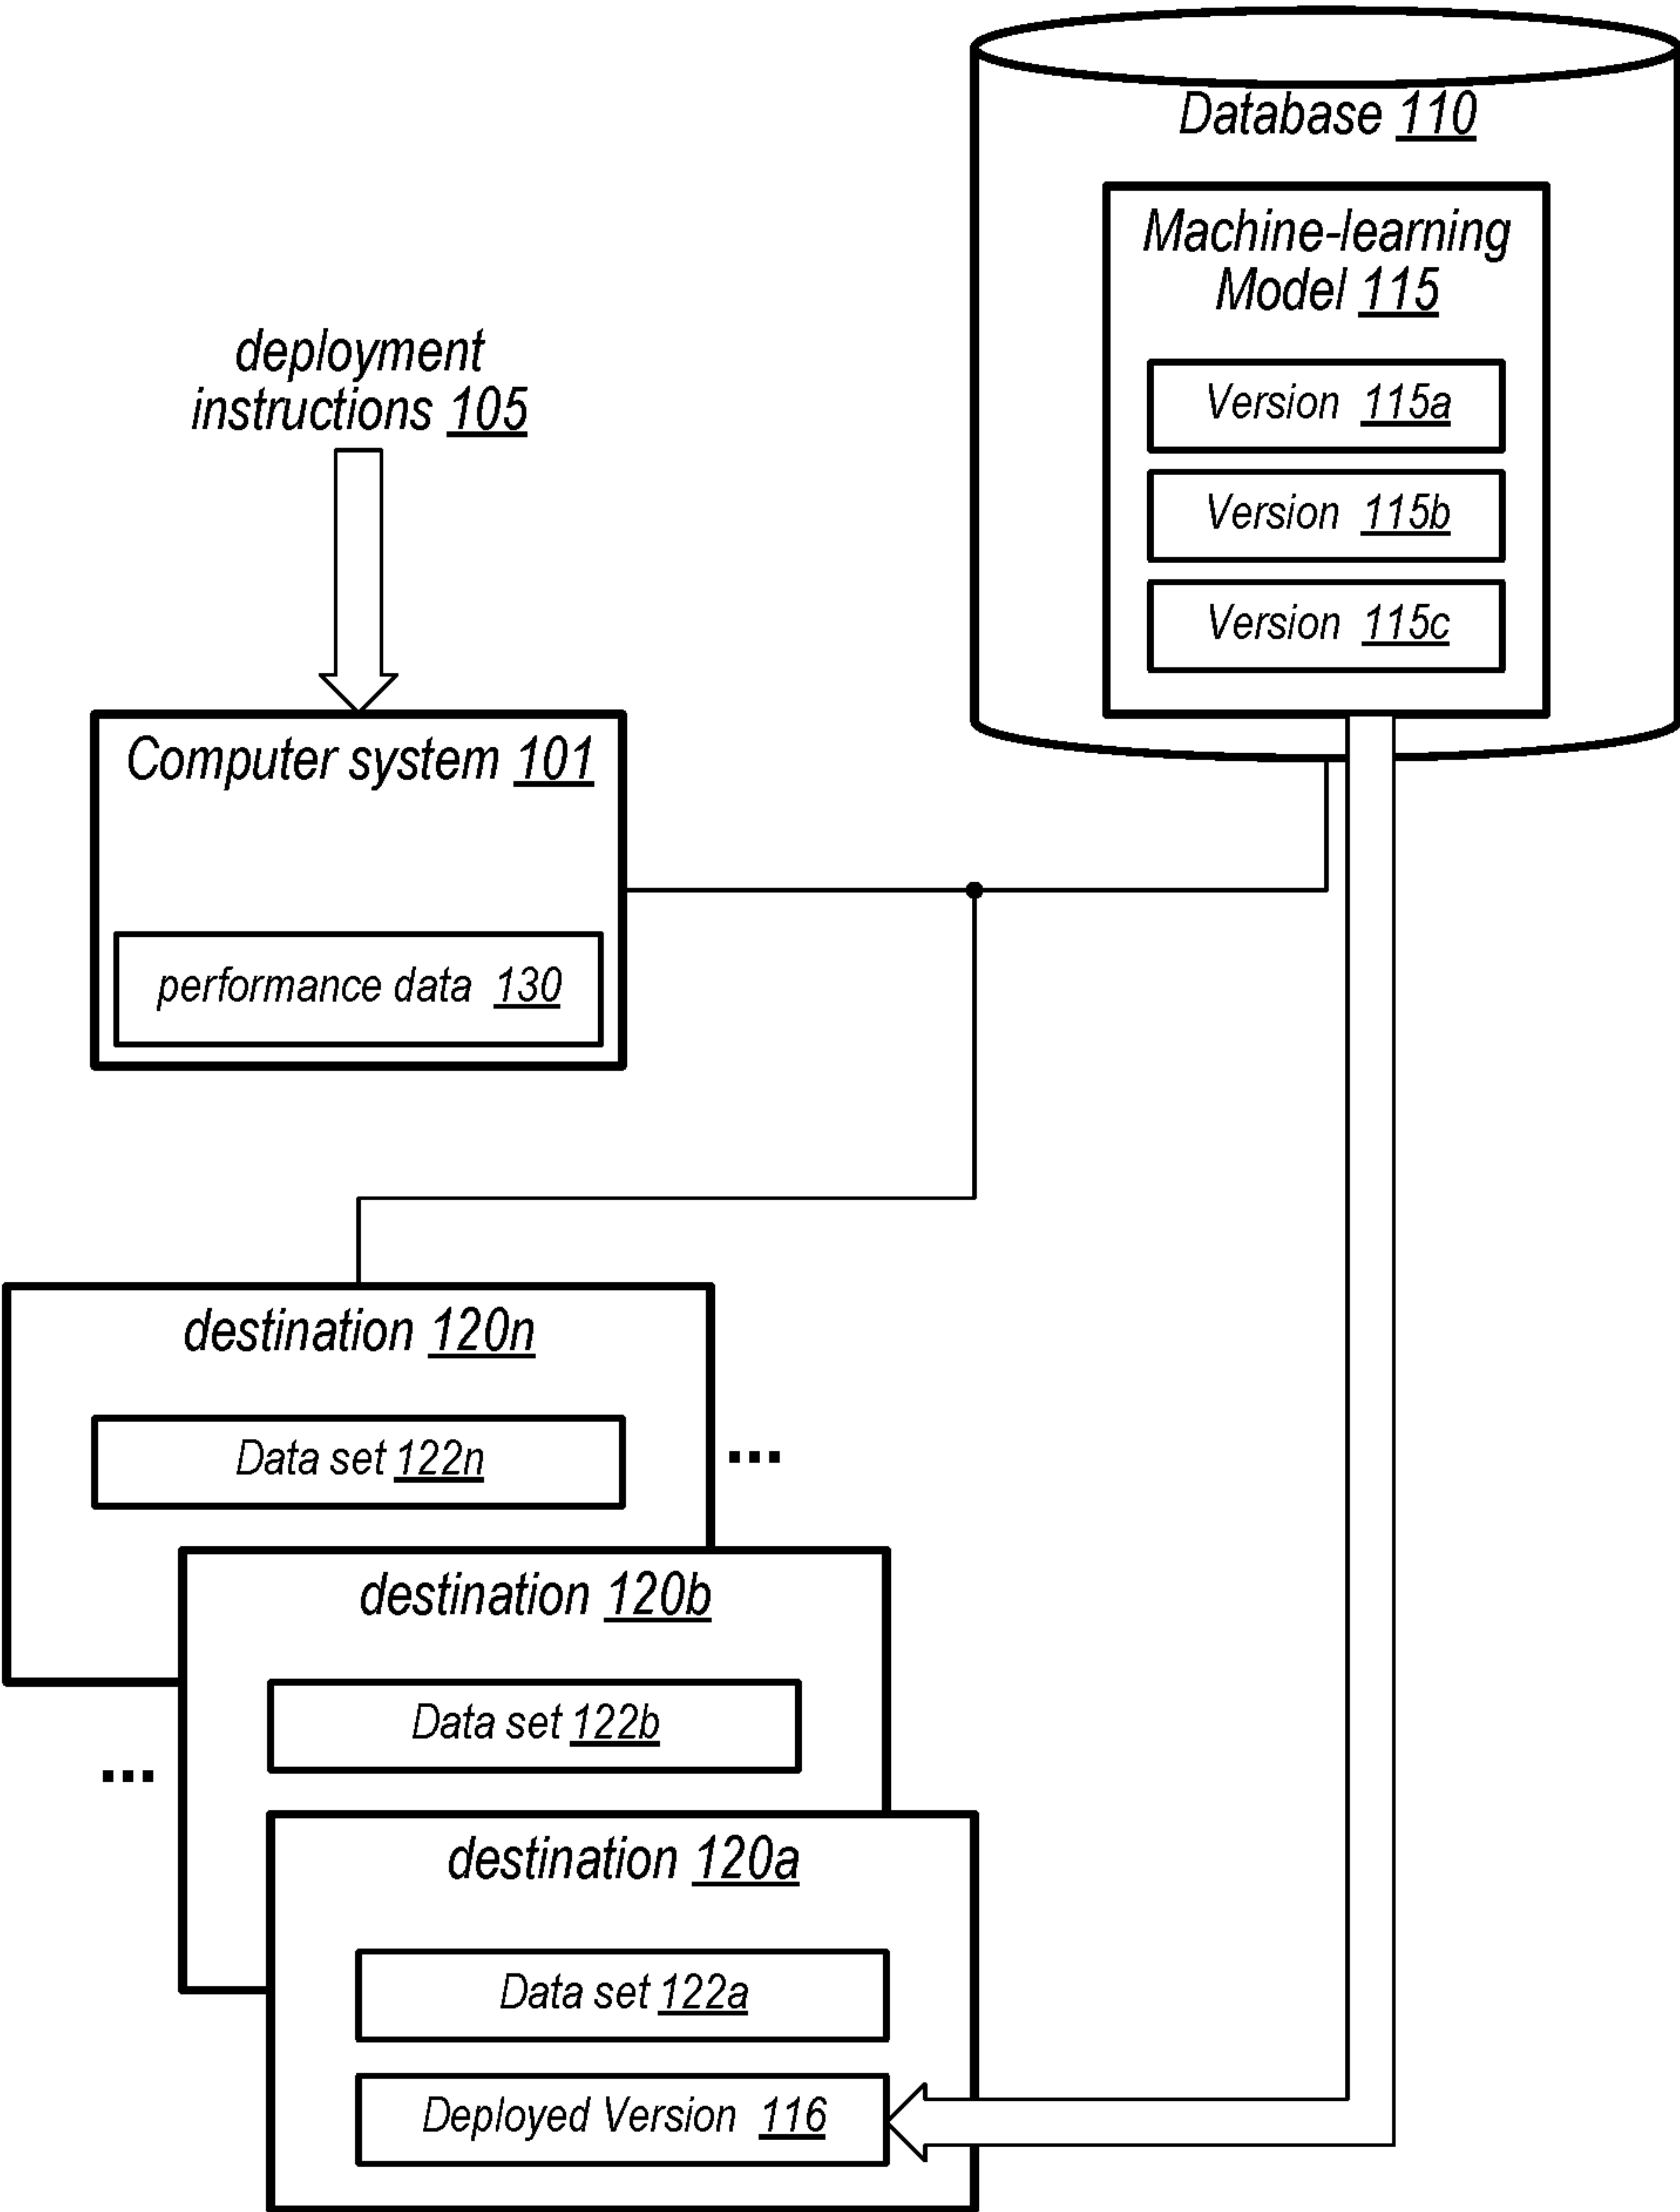 Database 110
Machine-learning
Model 115
Version 115a
Version 115b
Version 115c
deployment
instructions 105
Computer system 101
performance data 130
destination 120n
Data set 122n
...
destination 120b
Data set 122b
...
destination 120a
Data set 122a
Deployed Version 116